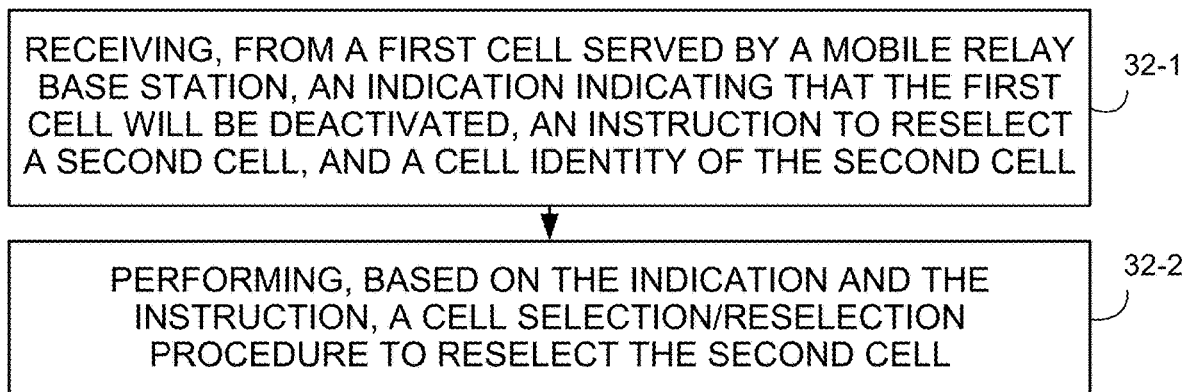 RECEIVING, FROM A FIRST CELL SERVED BY A MOBILE RELAY
BASE STATION, AN INDICATION INDICATING THAT THE FIRST
CELL WILL BE DEACTIVATED, AN INSTRUCTION TO RESELECT
A SECOND CELL, AND A CELL IDENTITY OF THE SECOND CELL
32-1
PERFORMING, BASED ON THE INDICATION AND THE
INSTRUCTION, A CELL SELECTION/RESELECTION
PROCEDURE TO RESELECT THE SECOND CELL
32-2